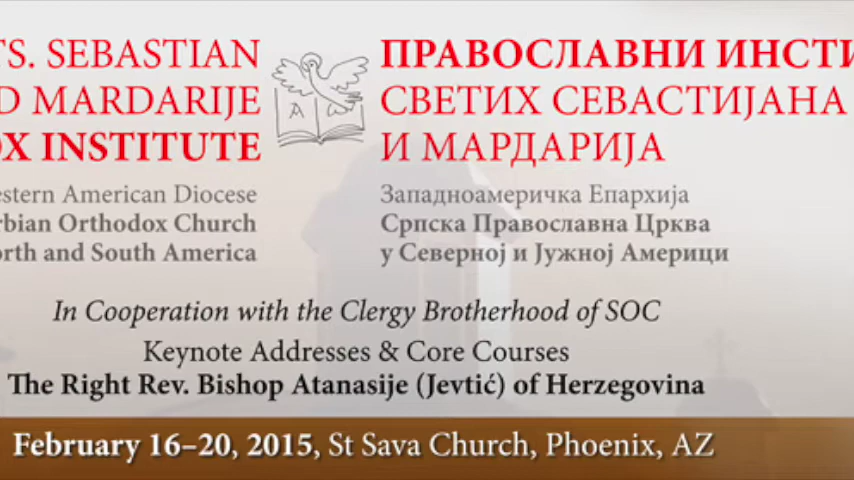 TS. SEBASTIAN
D MARDARIJE
OX INSTITUTE
estern American Diocese
rbian Orthodox Church
orth and South America
ПРАВОСЛАВНИ ИНСТИ
СВЕТИХ СЕВАСТИЈАНА
И МАРДАРИЈА
Западноамеричка Епархија
Српска Православна Црква
у Северној и Јужној Америци
In Cooperation with the Clergy Brotherhood of SOC
Keynote Addresses & Core Courses
The Right Rev. Bishop Atanasije (Jevtić) of Herzegovina
February 16–20, 2015, St Sava Church, Phoenix, AZ